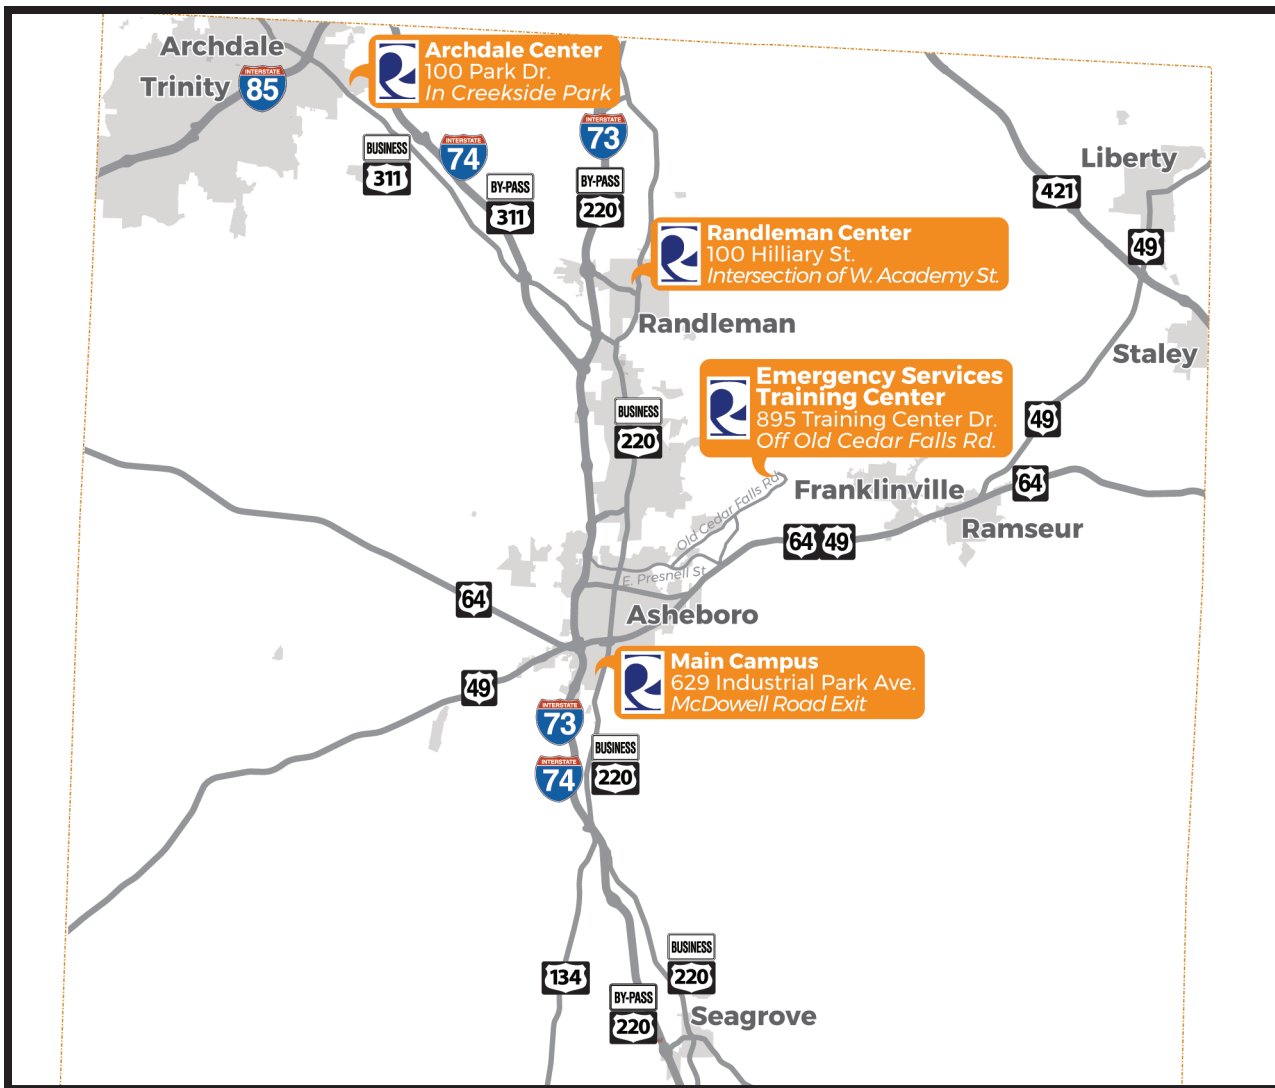 Archdale
Trinity
INTERSTATE
85
Archdale Center
100 Park Dr.
In Creekside Park
BUSINESS
311
INTERSTATE
74
BY-PASS
311
INTERSTATE
73
BY-PASS
220
Liberty
421
49
Randleman Center
100 Hilliary St.
Intersection of W. Academy St.
Randleman
Staley
Emergency Services
Training Center
895 Training Center Dr.
Off Old Cedar Falls Rd.
BUSINESS
220
49
64
Franklinville
Ramseur
Old Cedar Falls Rd.
64
49
E. Presnell St.
64
Asheboro
Main Campus
629 Industrial Park Ave.
McDowell Road Exit
49
INTERSTATE
73
INTERSTATE
74
BUSINESS
220
134
BUSINESS
220
BY-PASS
220
Seagrove